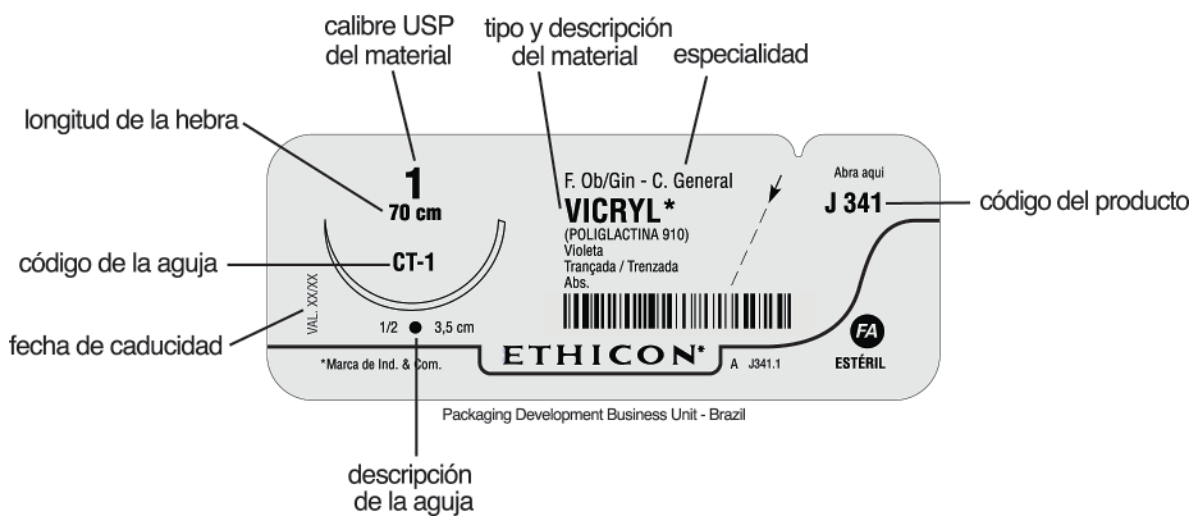 calibre USP
del material
tipo y descripción
del material
especialidad
longitud de la hebra
1
70 cm
F. Ob/Gin - C. General
VICRYL*
(POLIGLACTINA 910)
Violeta
Trançada / Trenzada
Abs.
Abra aqui
J 341
código del producto
código de la aguja
CT-1
VAL. XX/XX
fecha de caducidad
1/2 ● 3,5 cm
*Marca de Ind. & Com.
ETHICON*
A J341.1
FA
ESTÉRIL
Packaging Development Business Unit - Brazil
descripción
de la aguja